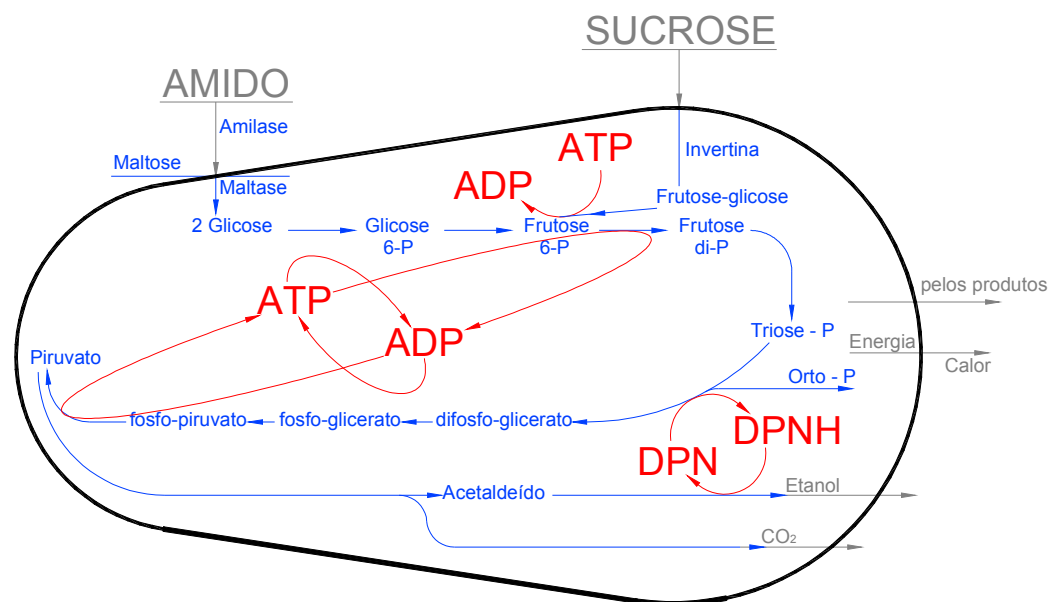 SUCROSE
AMIDO
Amilase
Maltose
Maltase
Invertina
ATP
ADP
Frutose-glicose
2 Glicose
Glicose
6-P
Frutose
6-P
Frutose
di-P
ATP
ADP
pelos produtos
Triose - P
Energia
Calor
Piruvato
Orto - P
fosfo-piruvato
fosfo-glicerato
difosfo-glicerato
DPNH
DPN
Acetaldeído
Etanol
CO₂